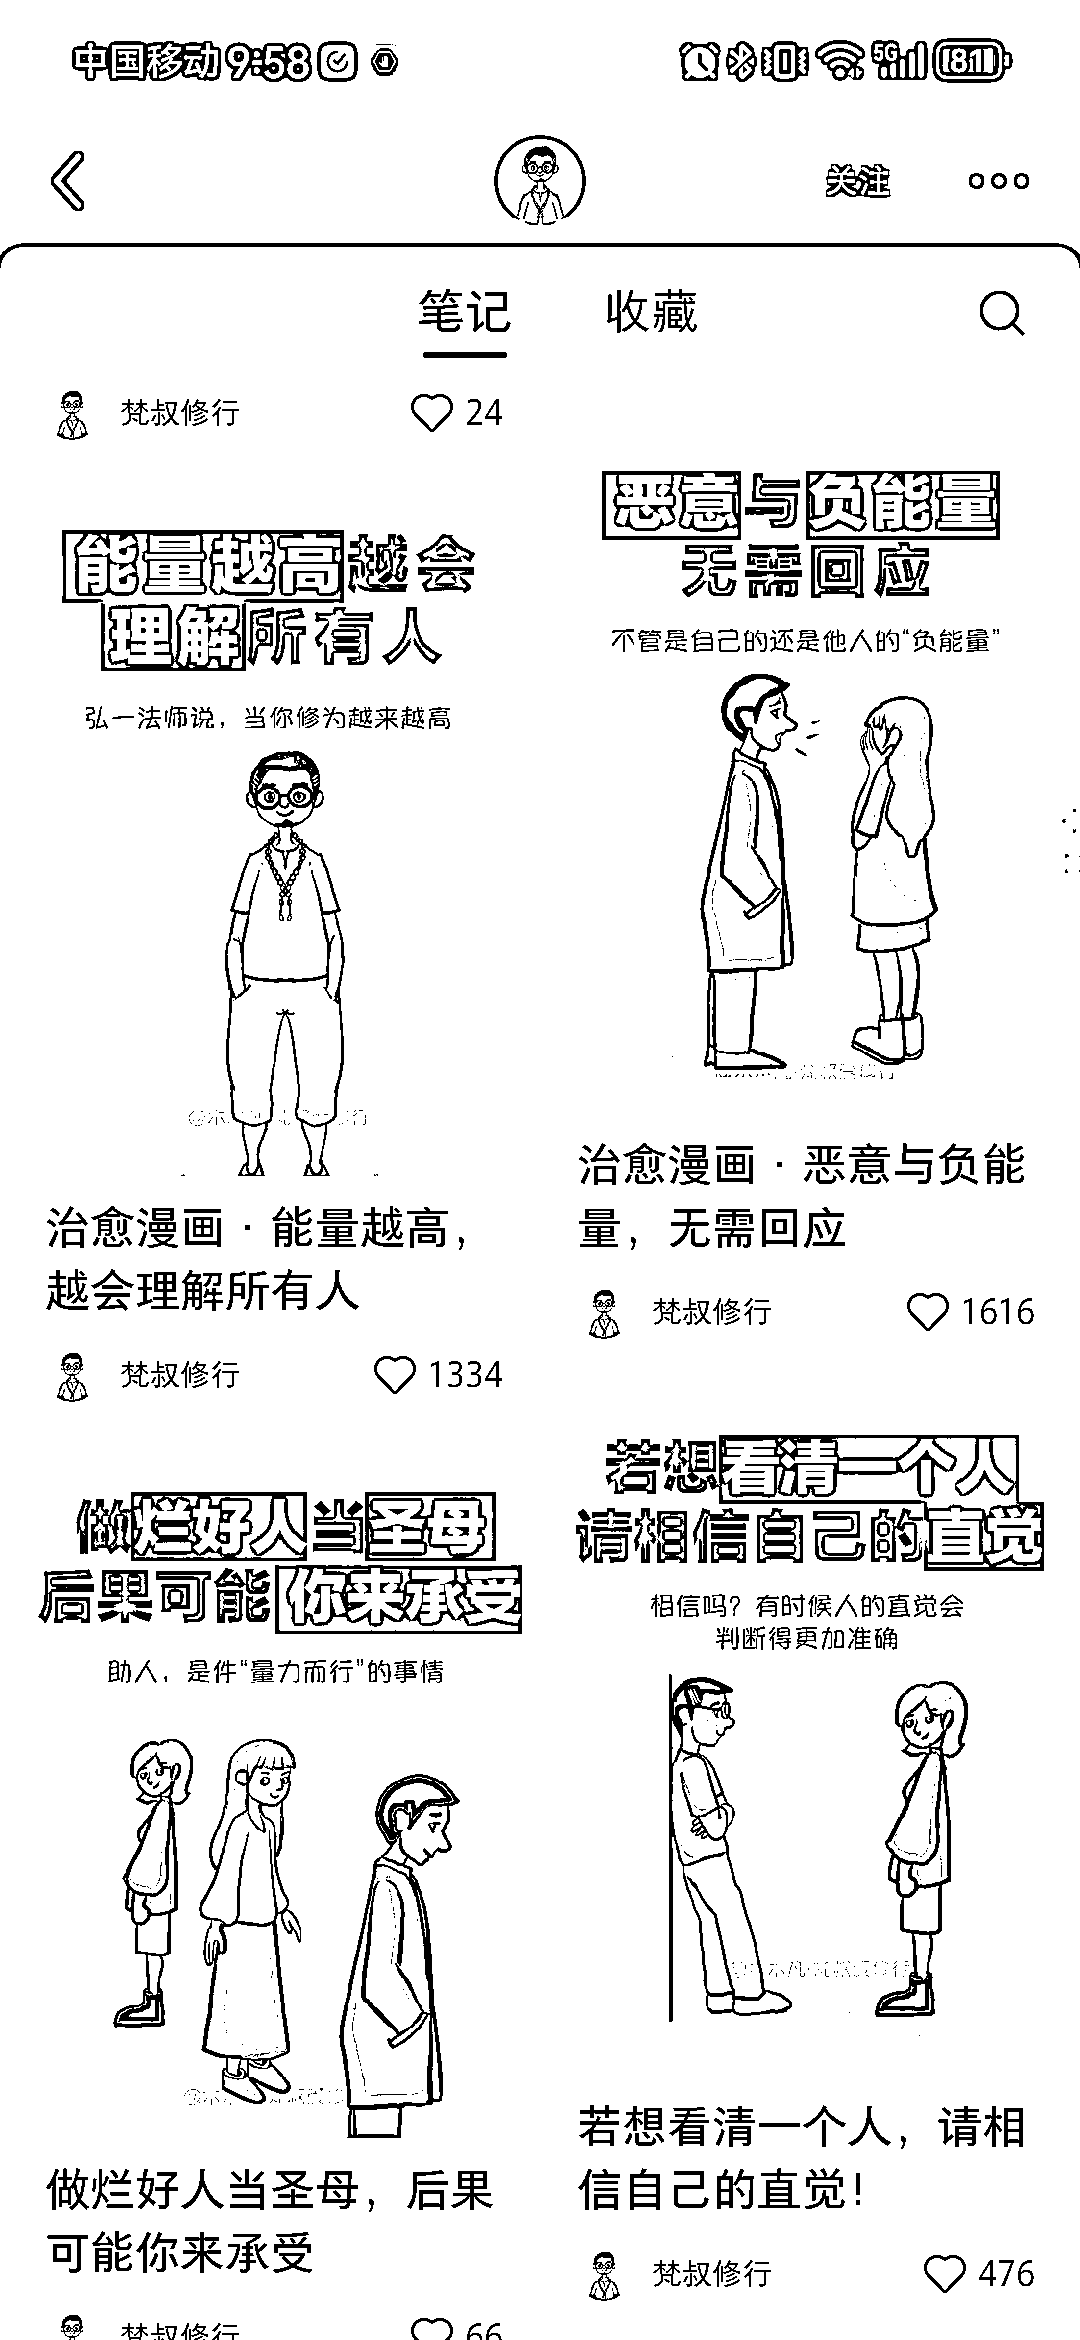 中国移动 9:58
5G 81
关注
笔记 收藏
梵叔修行 24
能量越高越会
理解所有人
弘一法师说，当你修为越来越高
治愈漫画·能量越高，
越会理解所有人
梵叔修行 1334
恶意与负能量
无需回应
不管是自己的还是他人的“负能量”
治愈漫画·恶意与负能
量，无需回应
梵叔修行 1616
做烂好人当圣母
后果可能你来承受
助人，是件“量力而行”的事情
做烂好人当圣母，后果
可能你来承受
梵叔修行 66
若想看清一个人
请相信自己的直觉
相信吗？有时候人的直觉会
判断得更加准确
若想看清一个人，请相
信自己的直觉！
梵叔修行 476